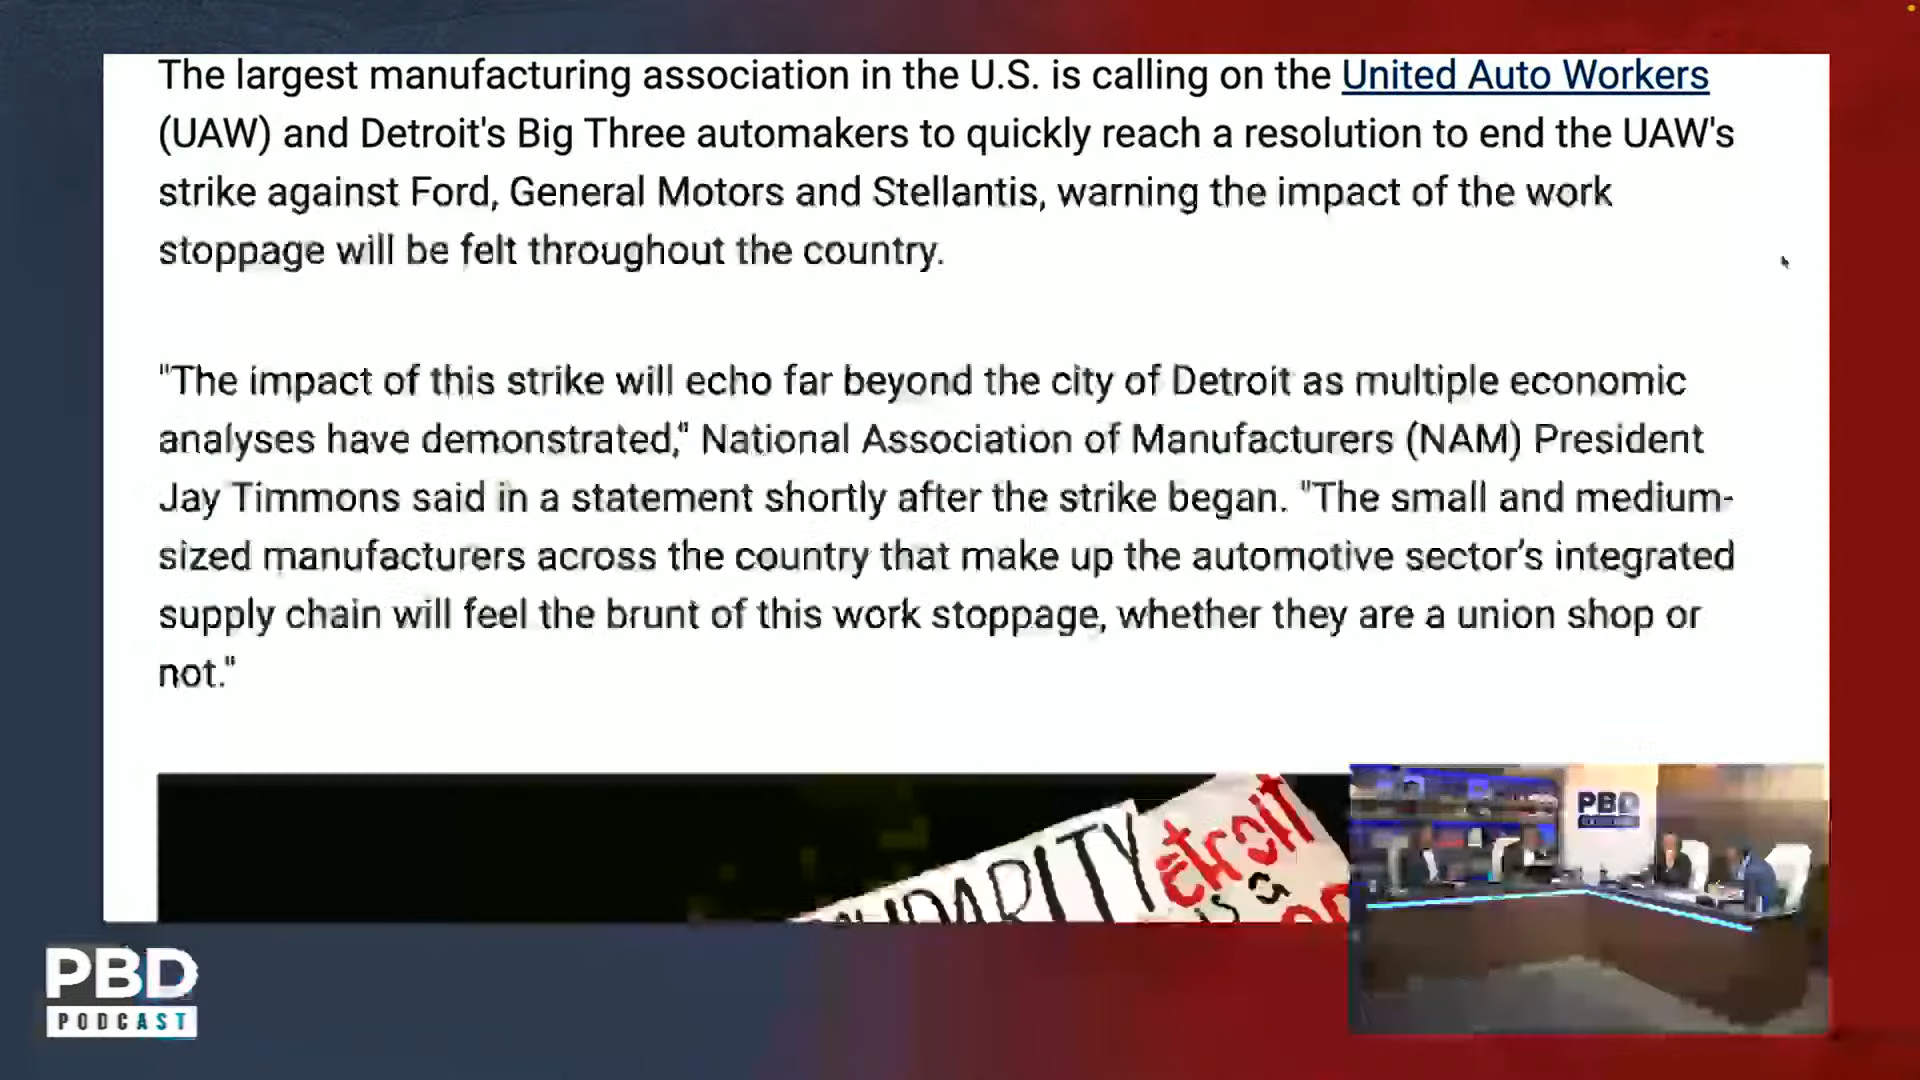 The largest manufacturing association in the U.S. is calling on the United Auto Workers
(UAW) and Detroit's Big Three automakers to quickly reach a resolution to end the UAW's
strike against Ford, General Motors and Stellantis, warning the impact of the work
stoppage will be felt throughout the country.
"The impact of this strike will echo far beyond the city of Detroit as multiple economic
analyses have demonstrated," National Association of Manufacturers (NAM) President
Jay Timmons said in a statement shortly after the strike began. "The small and medium-
sized manufacturers across the country that make up the automotive sector's integrated
supply chain will feel the brunt of this work stoppage, whether they are a union shop or
not."
is a
PBD
PBD
PODCAST